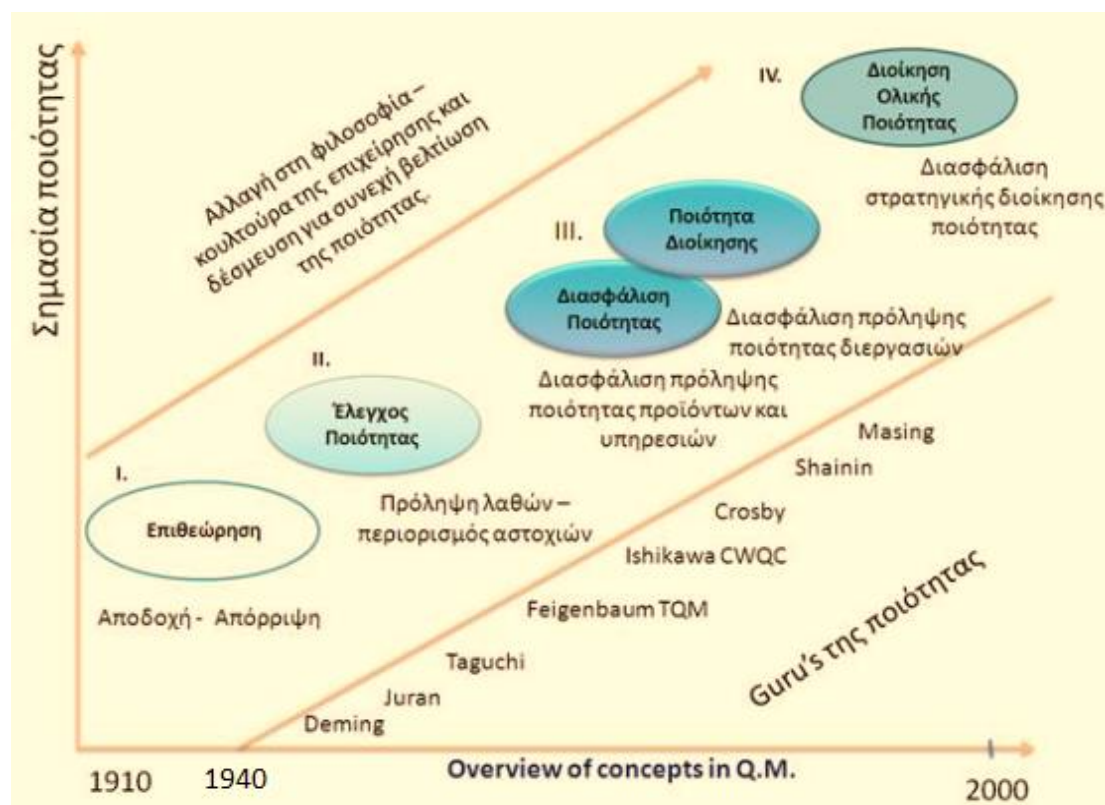 Σημασία ποιότητας
Αλλαγή στη φιλοσοφία –
κουλτούρα της επιχείρησης και
δέσμευση για συνεχή βελτίωση
της ποιότητας.
IV.
Διοίκηση
Ολικής
Ποιότητας
Διασφάλιση
στρατηγικής διοίκησης
ποιότητας
III.
Ποιότητα
Διοίκησης
Διασφάλιση
Ποιότητας
Διασφάλιση πρόληψης
ποιότητας διεργασιών
Διασφάλιση πρόληψης
ποιότητας προϊόντων και
υπηρεσιών
II.
Έλεγχος
Ποιότητας
Πρόληψη λαθών –
περιορισμός αστοχιών
I.
Επιθεώρηση
Αποδοχή - Απόρριψη
Masing
Shainin
Crosby
Ishikawa CWQC
Feigenbaum TQM
Taguchi
Juran
Deming
Guru's της ποιότητας
1910
1940
Overview of concepts in Q.M.
2000